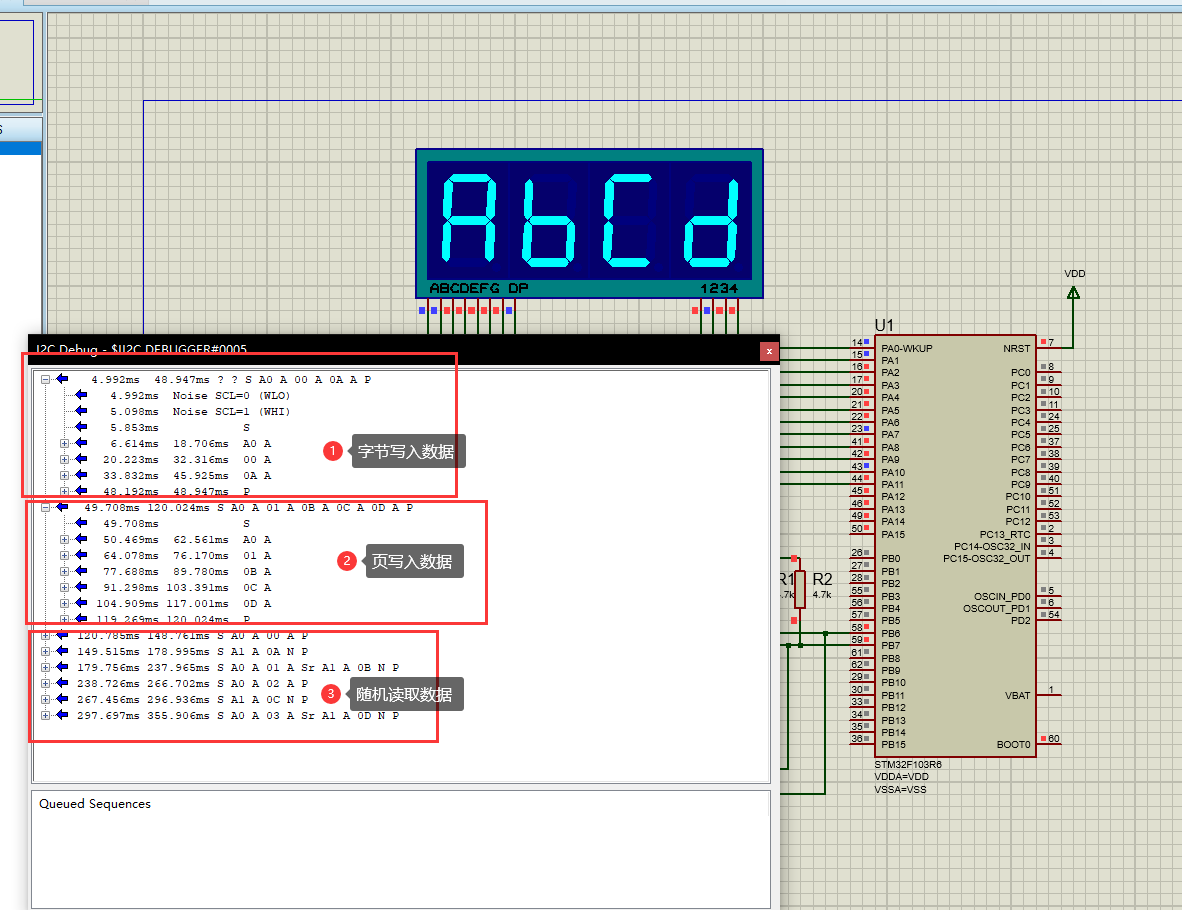 S
AbCd
ABCDEFG DP
1234
VDD
U1
I2C Debug - $II2C DEBUGGER#0005
x
4.992ms 48.947ms ? ? S A0 A 00 A 0A A P
4.992ms Noise SCL=0 (WLO)
5.098ms Noise SCL=1 (WHI)
5.853ms S
6.614ms 18.706ms A0 A
20.223ms 32.316ms 00 A
33.832ms 45.925ms 0A A
48.192ms 48.947ms P
1 字节写入数据
49.708ms 120.024ms S A0 A 01 A 0B A 0C A 0D A P
49.708ms S
50.469ms 62.561ms A0 A
64.078ms 76.170ms 01 A
77.688ms 89.780ms 0B A
91.298ms 103.391ms 0C A
104.909ms 117.001ms 0D A
119.269ms 120.024ms P
2 页写入数据
120.785ms 148.761ms S A0 A 00 A P
149.515ms 178.995ms S A1 A 0A N P
179.756ms 237.965ms S A0 A 01 A Sr A1 A 0B N P
238.726ms 266.702ms S A0 A 02 A P
267.456ms 296.936ms S A1 A 0C N P
297.697ms 355.906ms S A0 A 03 A Sr A1 A 0D N P
3 随机读取数据
Queued Sequences
14 PA0-WKUP
15 PA1
16 PA2
17 PA3
20 PA4
21 PA5
22 PA6
23 PA7
41 PA8
42 PA9
43 PA10
44 PA11
45 PA12
46 PA13
49 PA14
50 PA15
26 PB0
27 PB1
28 PB2
55 PB3
56 PB4
57 PB5
58 PB6
59 PB7
61 PB8
62 PB9
29 PB10
30 PB11
33 PB12
34 PB13
35 PB14
36 PB15
NRST 7
PC0 8
PC1 9
PC2 10
PC3 11
PC4 24
PC5 25
PC6 37
PC7 38
PC8 39
PC9 40
PC10 51
PC11 52
PC12 53
PC13_RTC 2
PC14-OSC32_IN 3
PC15-OSC32_OUT 4
OSCIN_PD0 5
OSCOUT_PD1 6
PD2 54
VBAT 1
BOOT0 60
R1
.7k
R2
4.7k
STM32F103R6
VDDA=VDD
VSSA=VSS